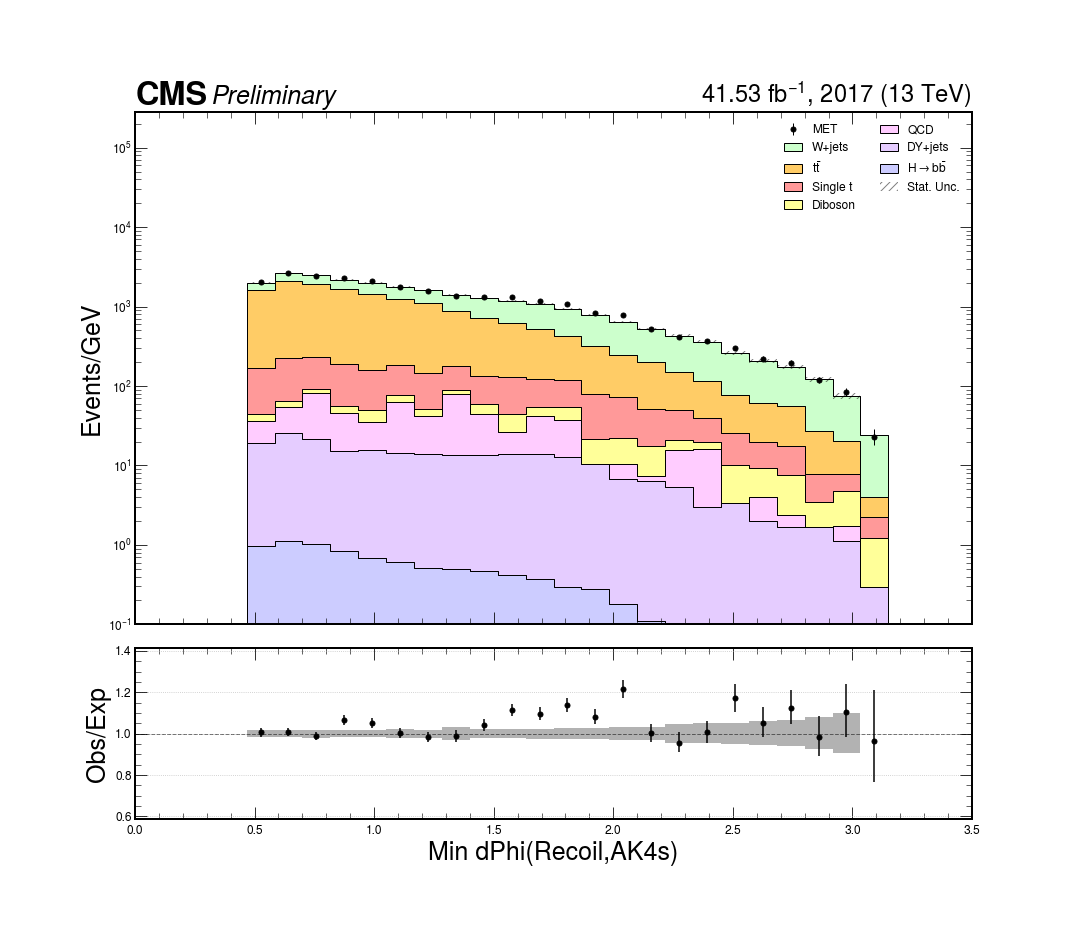 CMS Preliminary
41.53 fb⁻¹, 2017 (13 TeV)
MET
W+jets
tt̄
Single t
Diboson
QCD
DY+jets
H→bb̄
Stat. Unc.
Events/GeV
10⁵
10⁴
10³
10²
10¹
10⁰
10⁻¹
Obs/Exp
1.4
1.2
1.0
0.8
0.6
0.0 0.5 1.0 1.5 2.0 2.5 3.0 3.5
Min dPhi(Recoil,AK4s)